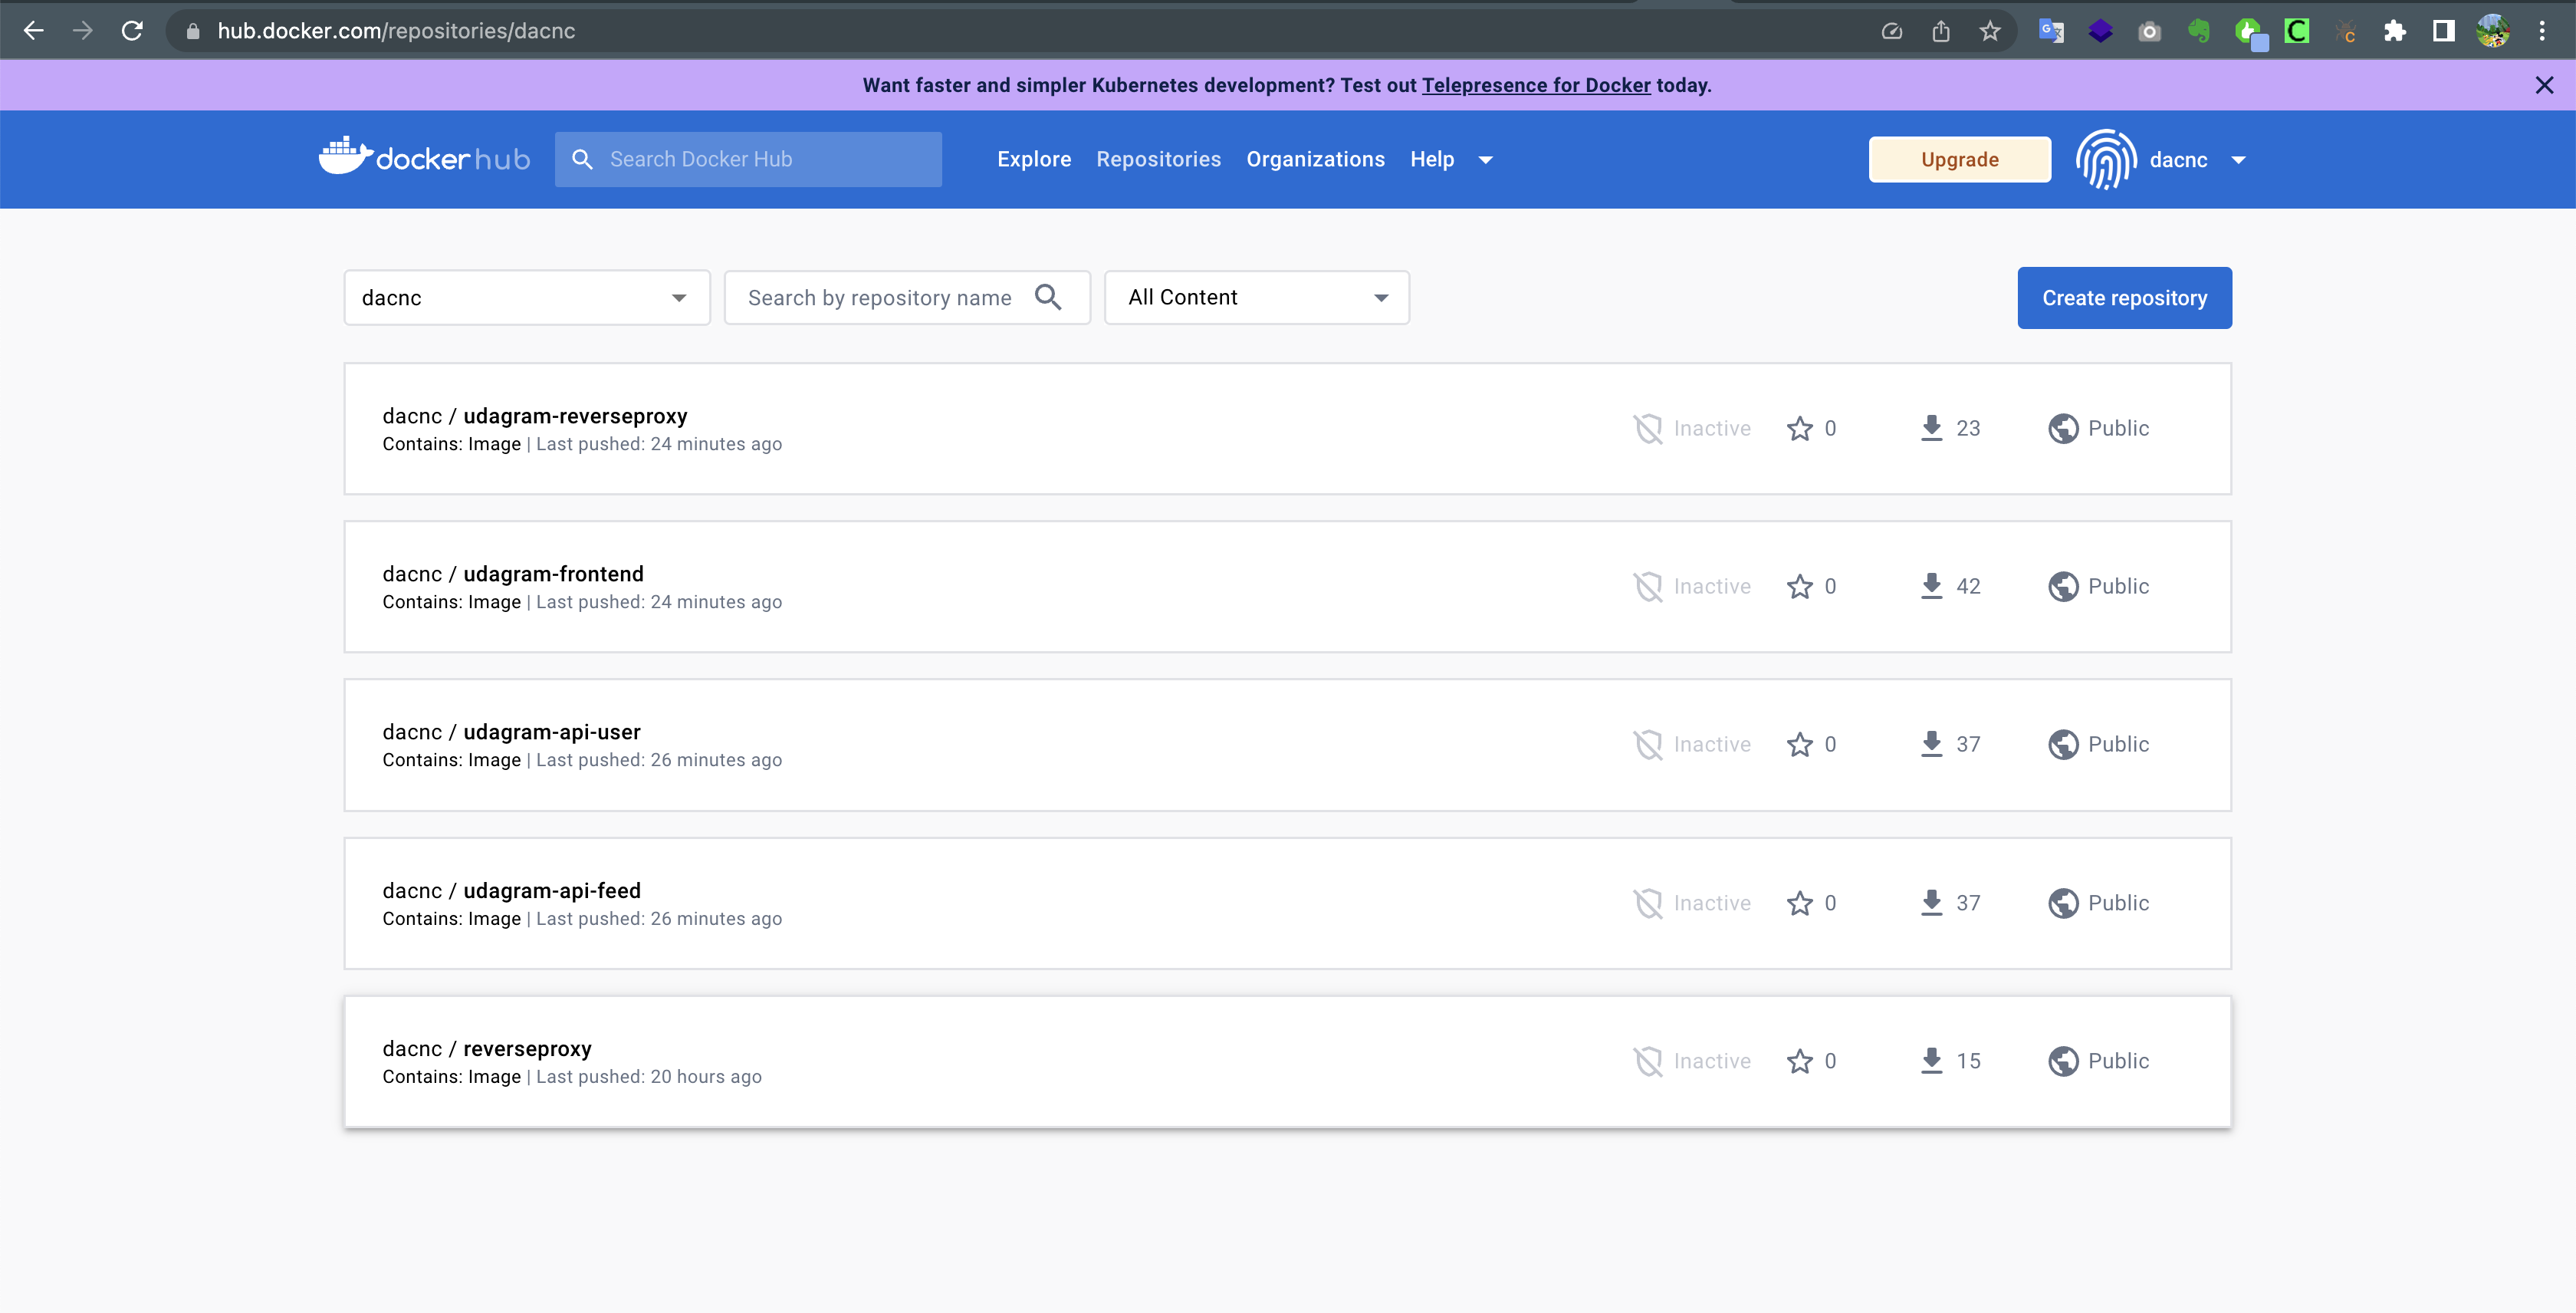 hub.docker.com/repositories/dacnc
Want faster and simpler Kubernetes development? Test out Telepresence for Docker today.
dockerhub
Search Docker Hub
Explore
Repositories
Organizations
Help
Upgrade
dacnc
dacnc
Search by repository name
All Content
Create repository
dacnc / udagram-reverseproxy
Contains: Image | Last pushed: 24 minutes ago
Inactive
0
23
Public
dacnc / udagram-frontend
Contains: Image | Last pushed: 24 minutes ago
Inactive
0
42
Public
dacnc / udagram-api-user
Contains: Image | Last pushed: 26 minutes ago
Inactive
0
37
Public
dacnc / udagram-api-feed
Contains: Image | Last pushed: 26 minutes ago
Inactive
0
37
Public
dacnc / reverseproxy
Contains: Image | Last pushed: 20 hours ago
Inactive
0
15
Public